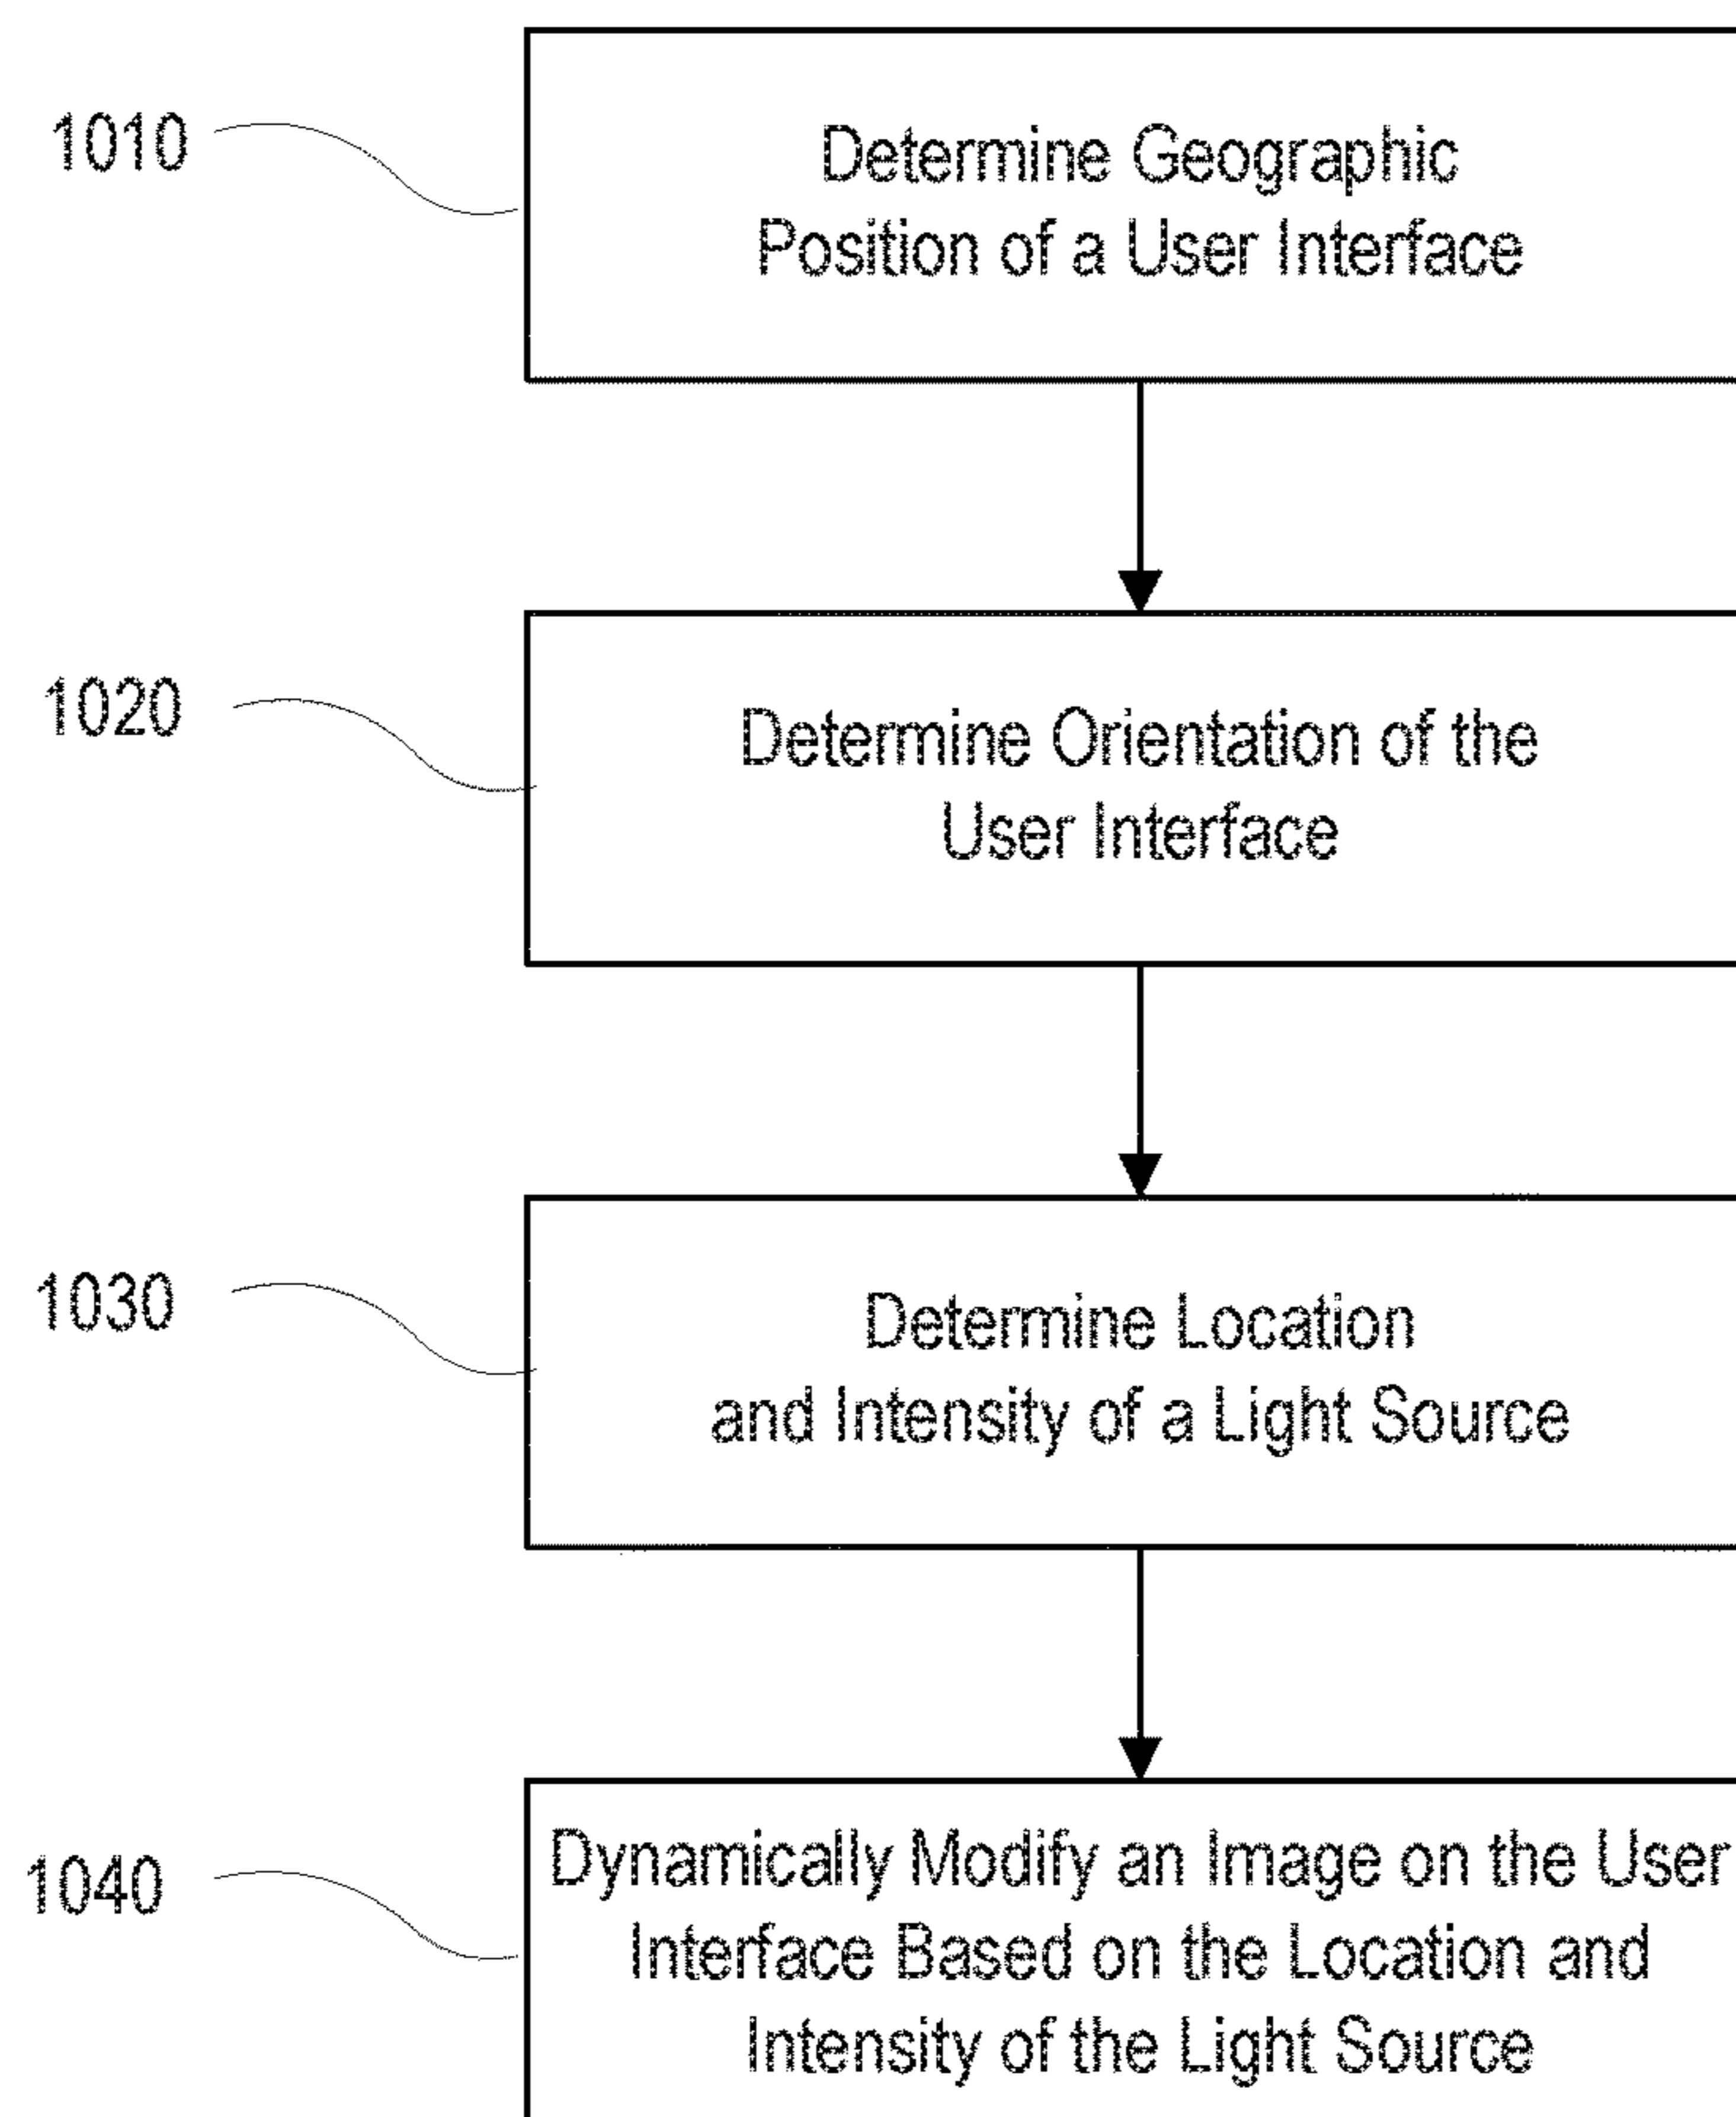 1010
Determine Geographic
Position of a User Interface
1020
Determine Orientation of the
User Interface
1030
Determine Location
and Intensity of a Light Source
1040
Dynamically Modify an Image on the User
Interface Based on the Location and
Intensity of the Light Source